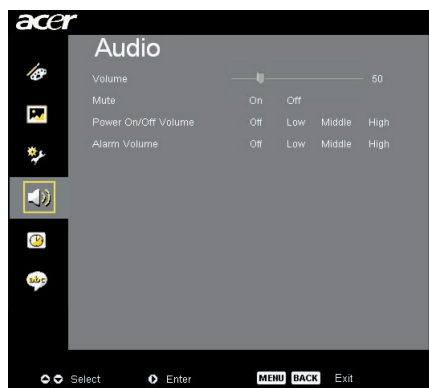 acer
Audio
Volume 50
Mute On Off
Power On/Off Volume Off Low Middle High
Alarm Volume Off Low Middle High
abc
Select Enter MENU BACK Exit